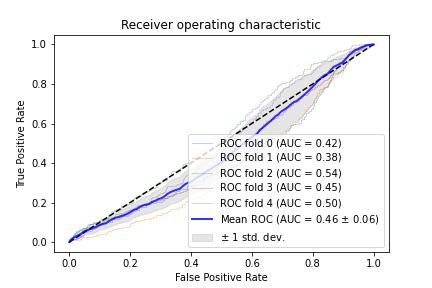 Receiver operating characteristic
1.0
0.8
0.6
0.4
0.2
0.0
True Positive Rate
ROC fold 0 (AUC = 0.42)
ROC fold 1 (AUC = 0.38)
ROC fold 2 (AUC = 0.54)
ROC fold 3 (AUC = 0.45)
ROC fold 4 (AUC = 0.50)
Mean ROC (AUC = 0.46 ± 0.06)
± 1 std. dev.
0.0 0.2 0.4 0.6 0.8 1.0
False Positive Rate